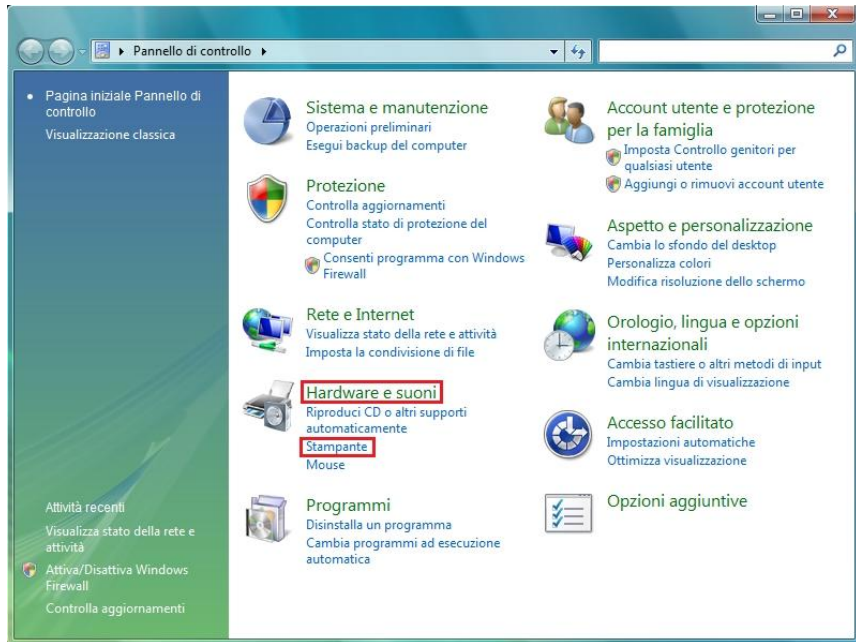 Pannello di controllo
Pagina iniziale Pannello di
controllo
Visualizzazione classica
Sistema e manutenzione
Operazioni preliminari
Esegui backup del computer
Protezione
Controlla aggiornamenti
Controlla stato di protezione del
computer
Consenti programma con Windows
Firewall
Rete e Internet
Visualizza stato della rete e attività
Imposta la condivisione di file
Hardware e suoni
Riproduci CD o altri supporti
automaticamente
Stampante
Mouse
Programmi
Disinstalla un programma
Cambia programmi ad esecuzione
automatica
Account utente e protezione
per la famiglia
Imposta Controllo genitori per
qualsiasi utente
Aggiungi o rimuovi account utente
Aspetto e personalizzazione
Cambia lo sfondo del desktop
Personalizza colori
Modifica risoluzione dello schermo
Orologio, lingua e opzioni
internazionali
Cambia tastiere o altri metodi di input
Cambia lingua di visualizzazione
Accesso facilitato
Impostazioni automatiche
Ottimizza visualizzazione
Opzioni aggiuntive
Attività recenti
Visualizza stato della rete e
attività
Attiva/Disattiva Windows
Firewall
Controlla aggiornamenti